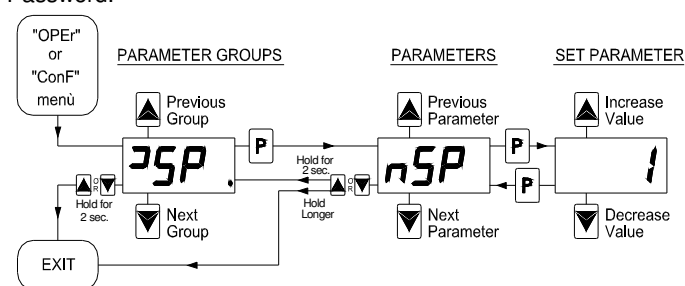 Password.
"OPEr"
or
"ConF"
menù
PARAMETER GROUPS
PARAMETERS
SET PARAMETER
Previous
Group
Previous
Parameter
Increase
Value
P
P
P
SP.
nSP
1
Hold for
2 sec.
OR
Hold for
2 sec.
OR
Hold
Longer
Next
Group
Next
Parameter
Decrease
Value
EXIT